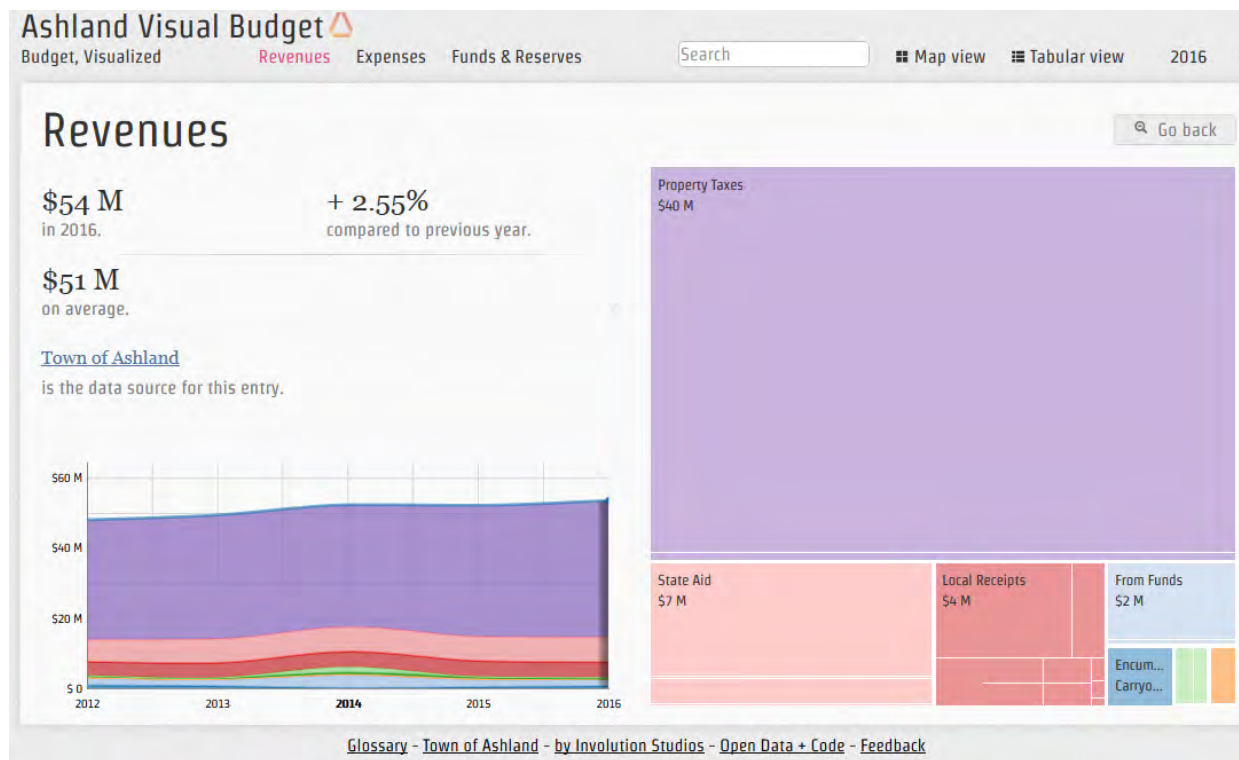 Ashland Visual Budget
Budget, Visualized
Revenues
Expenses
Funds & Reserves
Search
Map view
Tabular view
2016
Revenues
Go back
$54 M
in 2016.
+ 2.55%
compared to previous year.
$51 M
on average.
Town of Ashland
is the data source for this entry.
$60 M
$40 M
$20 M
$ 0
2012
2013
2014
2015
2016
Property Taxes
$40 M
State Aid
$7 M
Local Receipts
$4 M
From Funds
$2 M
Encum...
Carryo...
Glossary - Town of Ashland - by Involution Studios - Open Data + Code - Feedback